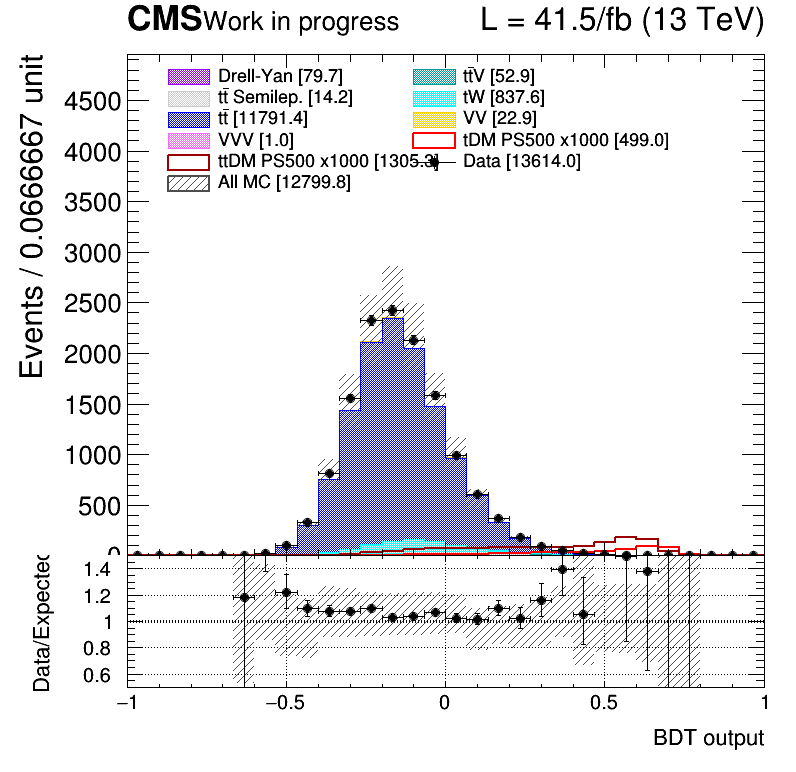 CMS Work in progress L = 41.5/fb (13 TeV)
Events / 0.0666667 unit
Drell-Yan [79.7] tt̄V [52.9]
tt̄ Semilep. [14.2] tW [837.6]
tt̄ [11791.4] VV [22.9]
VVV [1.0] tDM PS500 x1000 [499.0]
ttDM PS500 x1000 [1305.3] Data [13614.0]
All MC [12799.8]
4500
4000
3500
3000
2500
2000
1500
1000
500
0
Data/Expected
1.4
1.2
1
0.8
0.6
−1 −0.5 0 0.5 1
BDT output